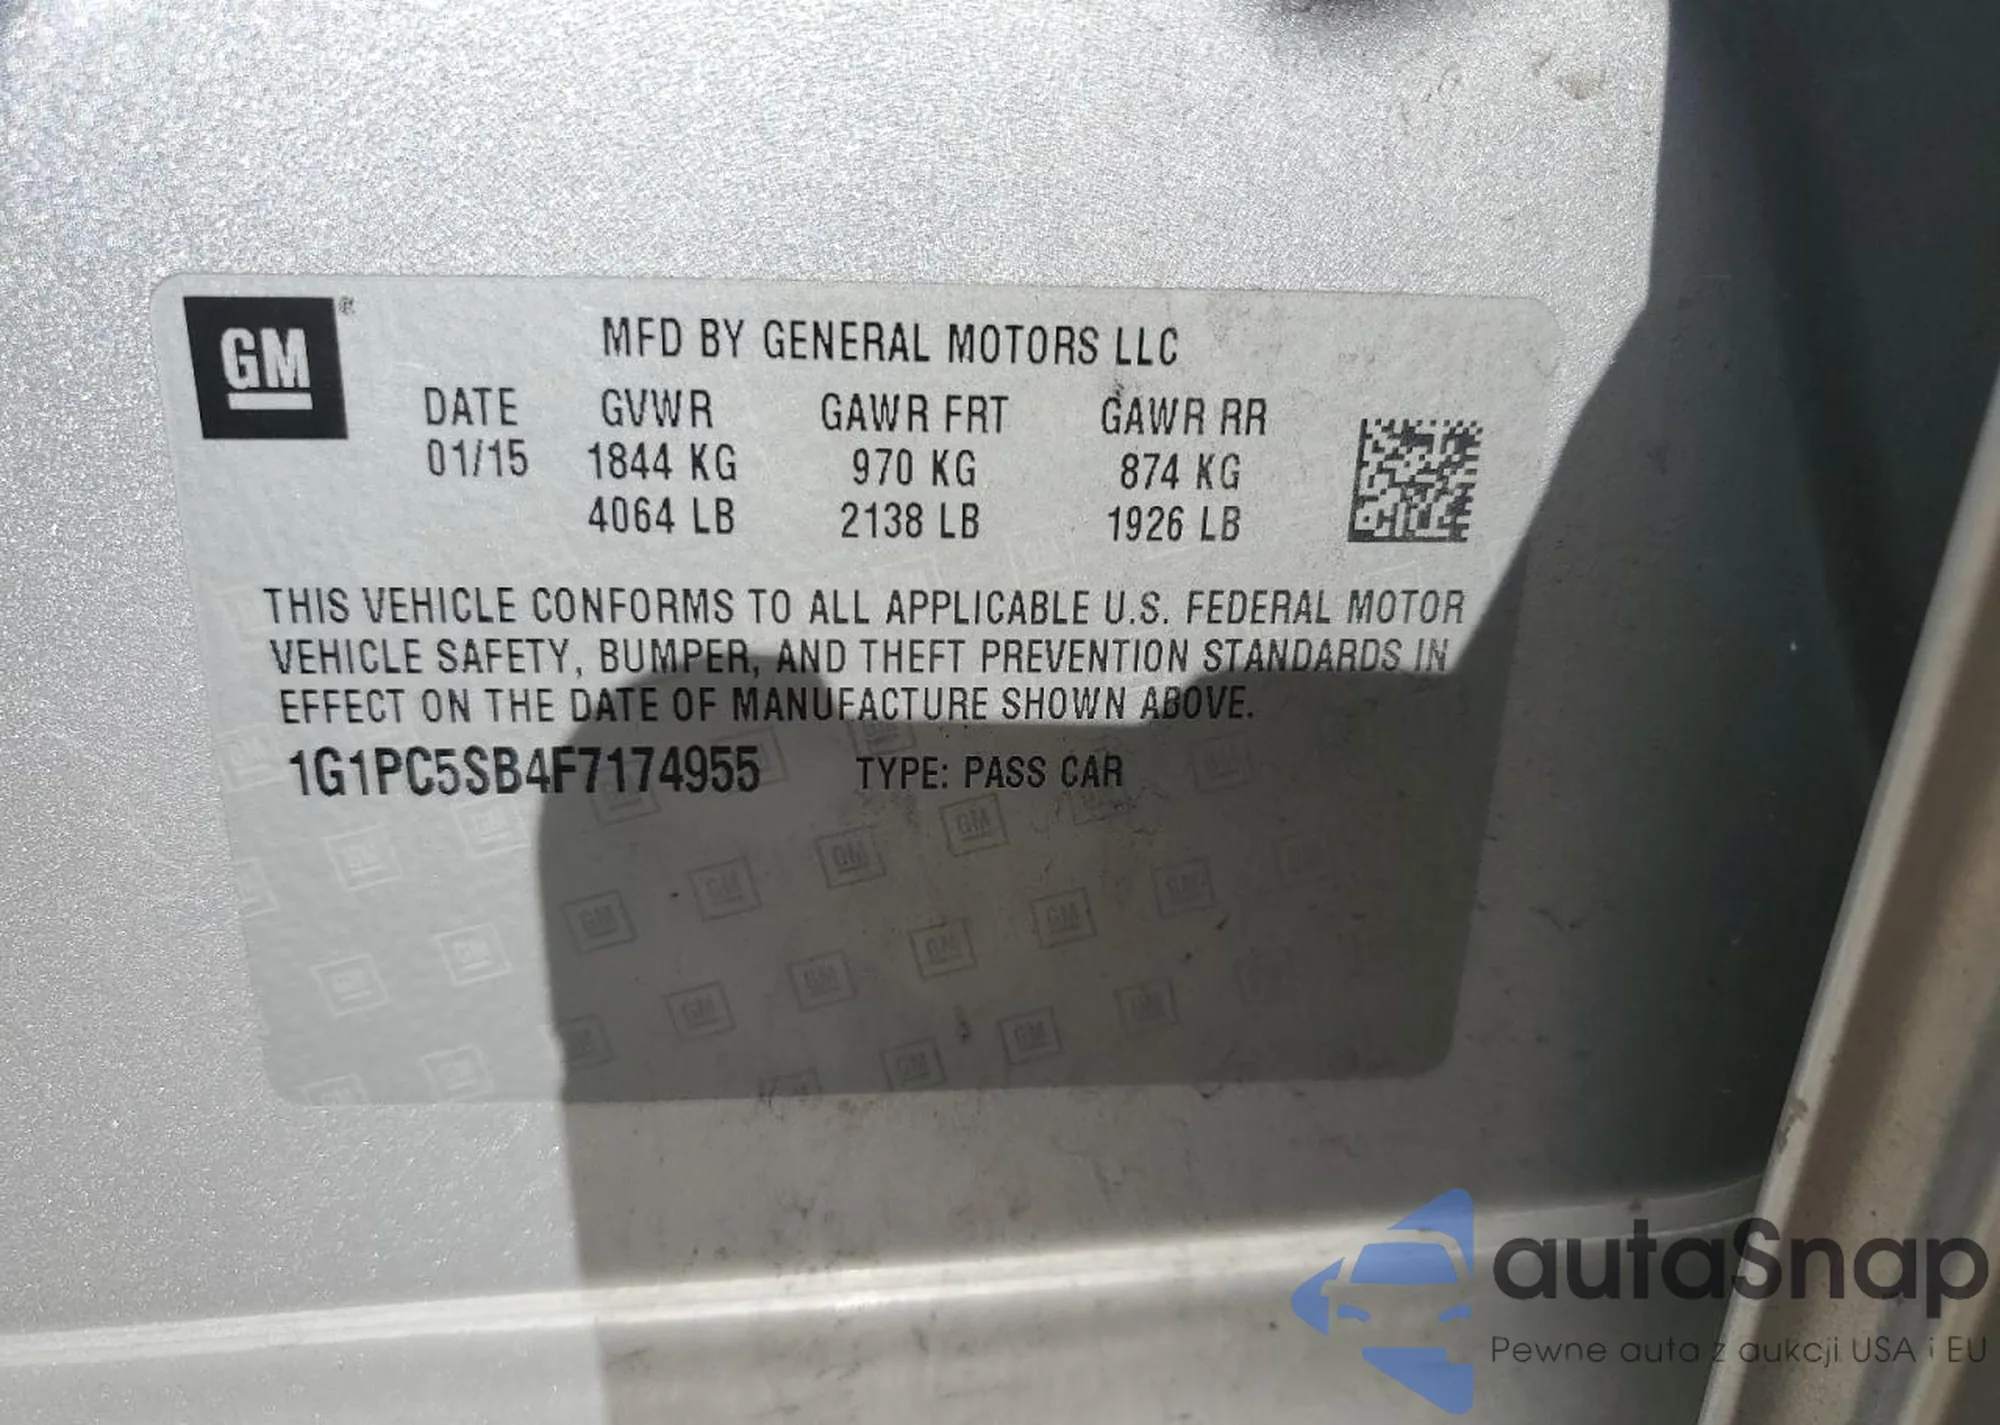 GM®
MFD BY GENERAL MOTORS LLC
DATE GVWR GAWR FRT GAWR RR
01/15 1844 KG 970 KG 874 KG
4064 LB 2138 LB 1926 LB
THIS VEHICLE CONFORMS TO ALL APPLICABLE U.S. FEDERAL MOTOR
VEHICLE SAFETY, BUMPER, AND THEFT PREVENTION STANDARDS IN
EFFECT ON THE DATE OF MANUFACTURE SHOWN ABOVE.
1G1PC5SB4F7174955 TYPE: PASS CAR
autaSnap
Pewne auta z aukcji USA i EU